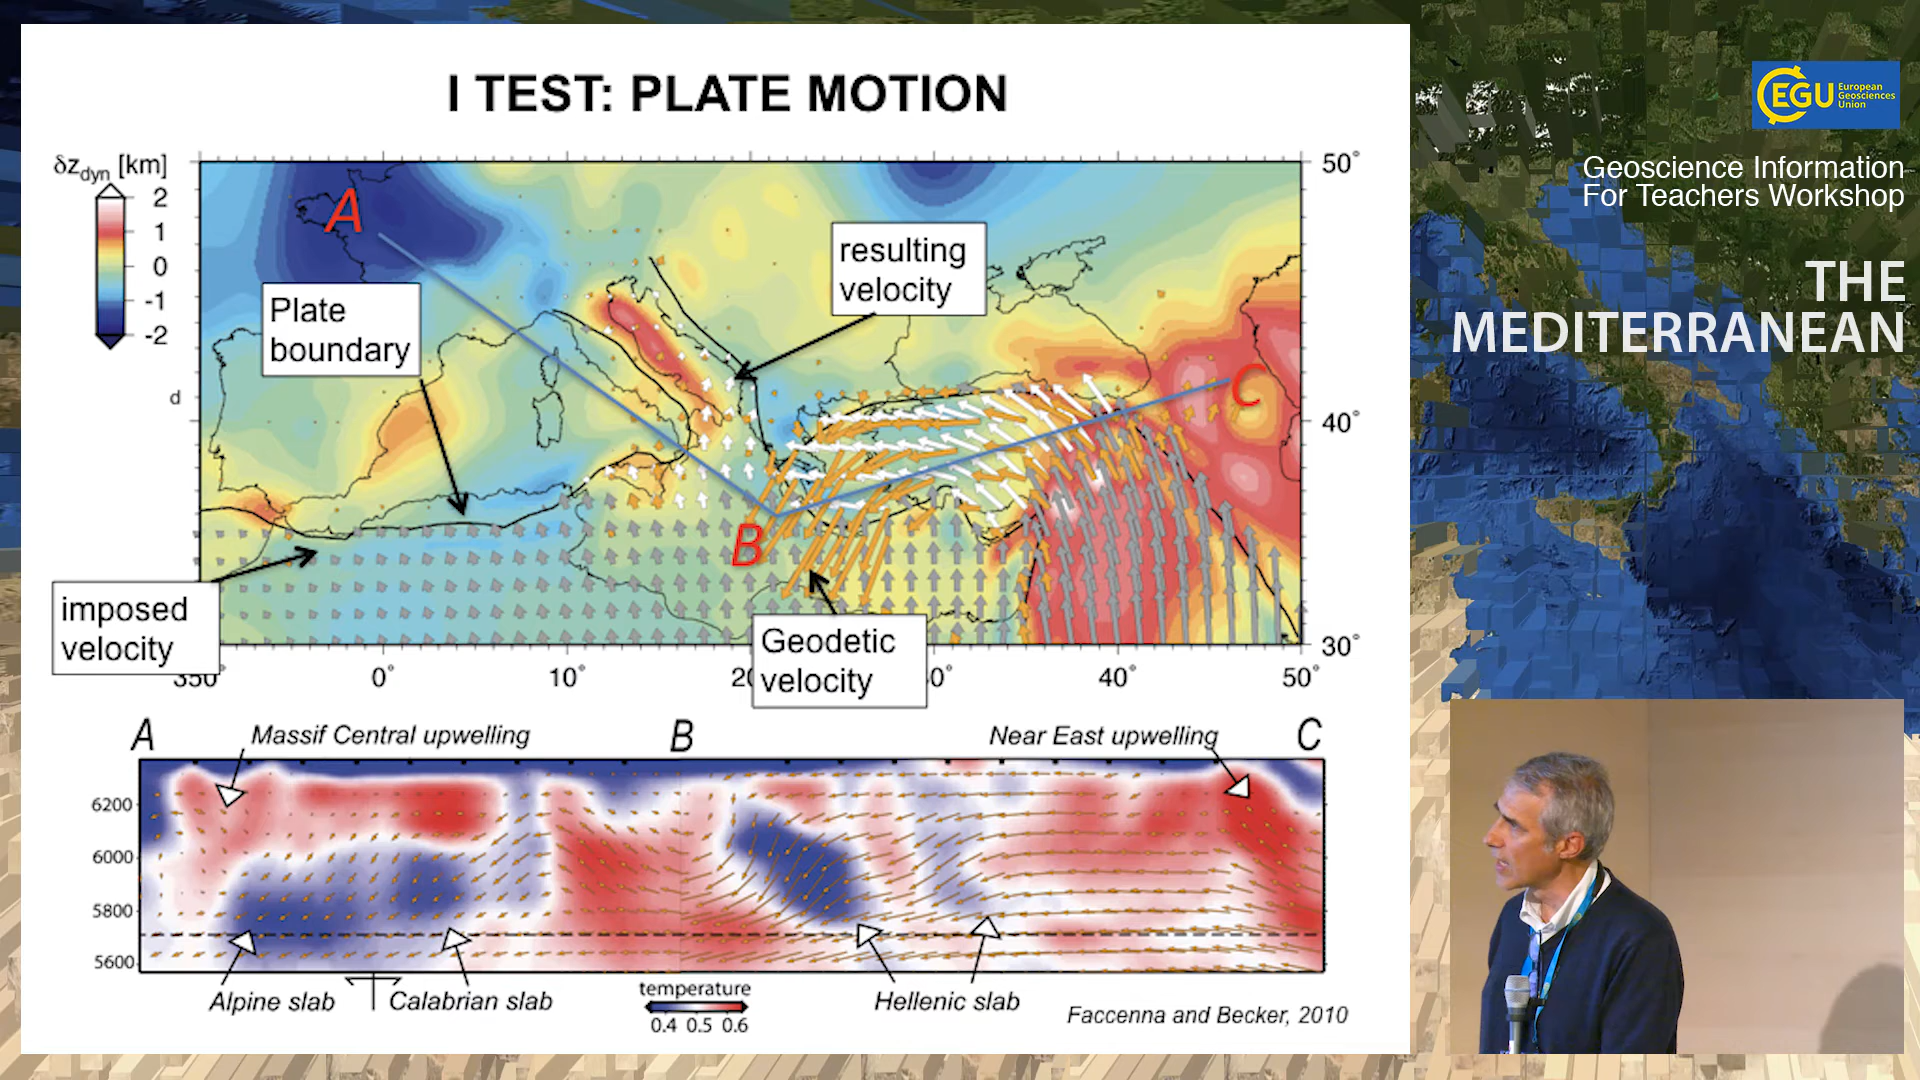 I TEST: PLATE MOTION
δz dyn [km]
2
1
0
-1
-2
d
50°
40°
30°
A
B
C
Plate
boundary
resulting
velocity
imposed
velocity
Geodetic
velocity
350°
0°
10°
40°
50°
A
Massif Central upwelling
B
Near East upwelling
C
6200
6000
5800
5600
Alpine slab
Calabrian slab
temperature
0.4 0.5 0.6
Hellenic slab
Faccenna and Becker, 2010
EGU European
Geosciences
Union
Geoscience Information
For Teachers Workshop
THE
MEDITERRANEAN